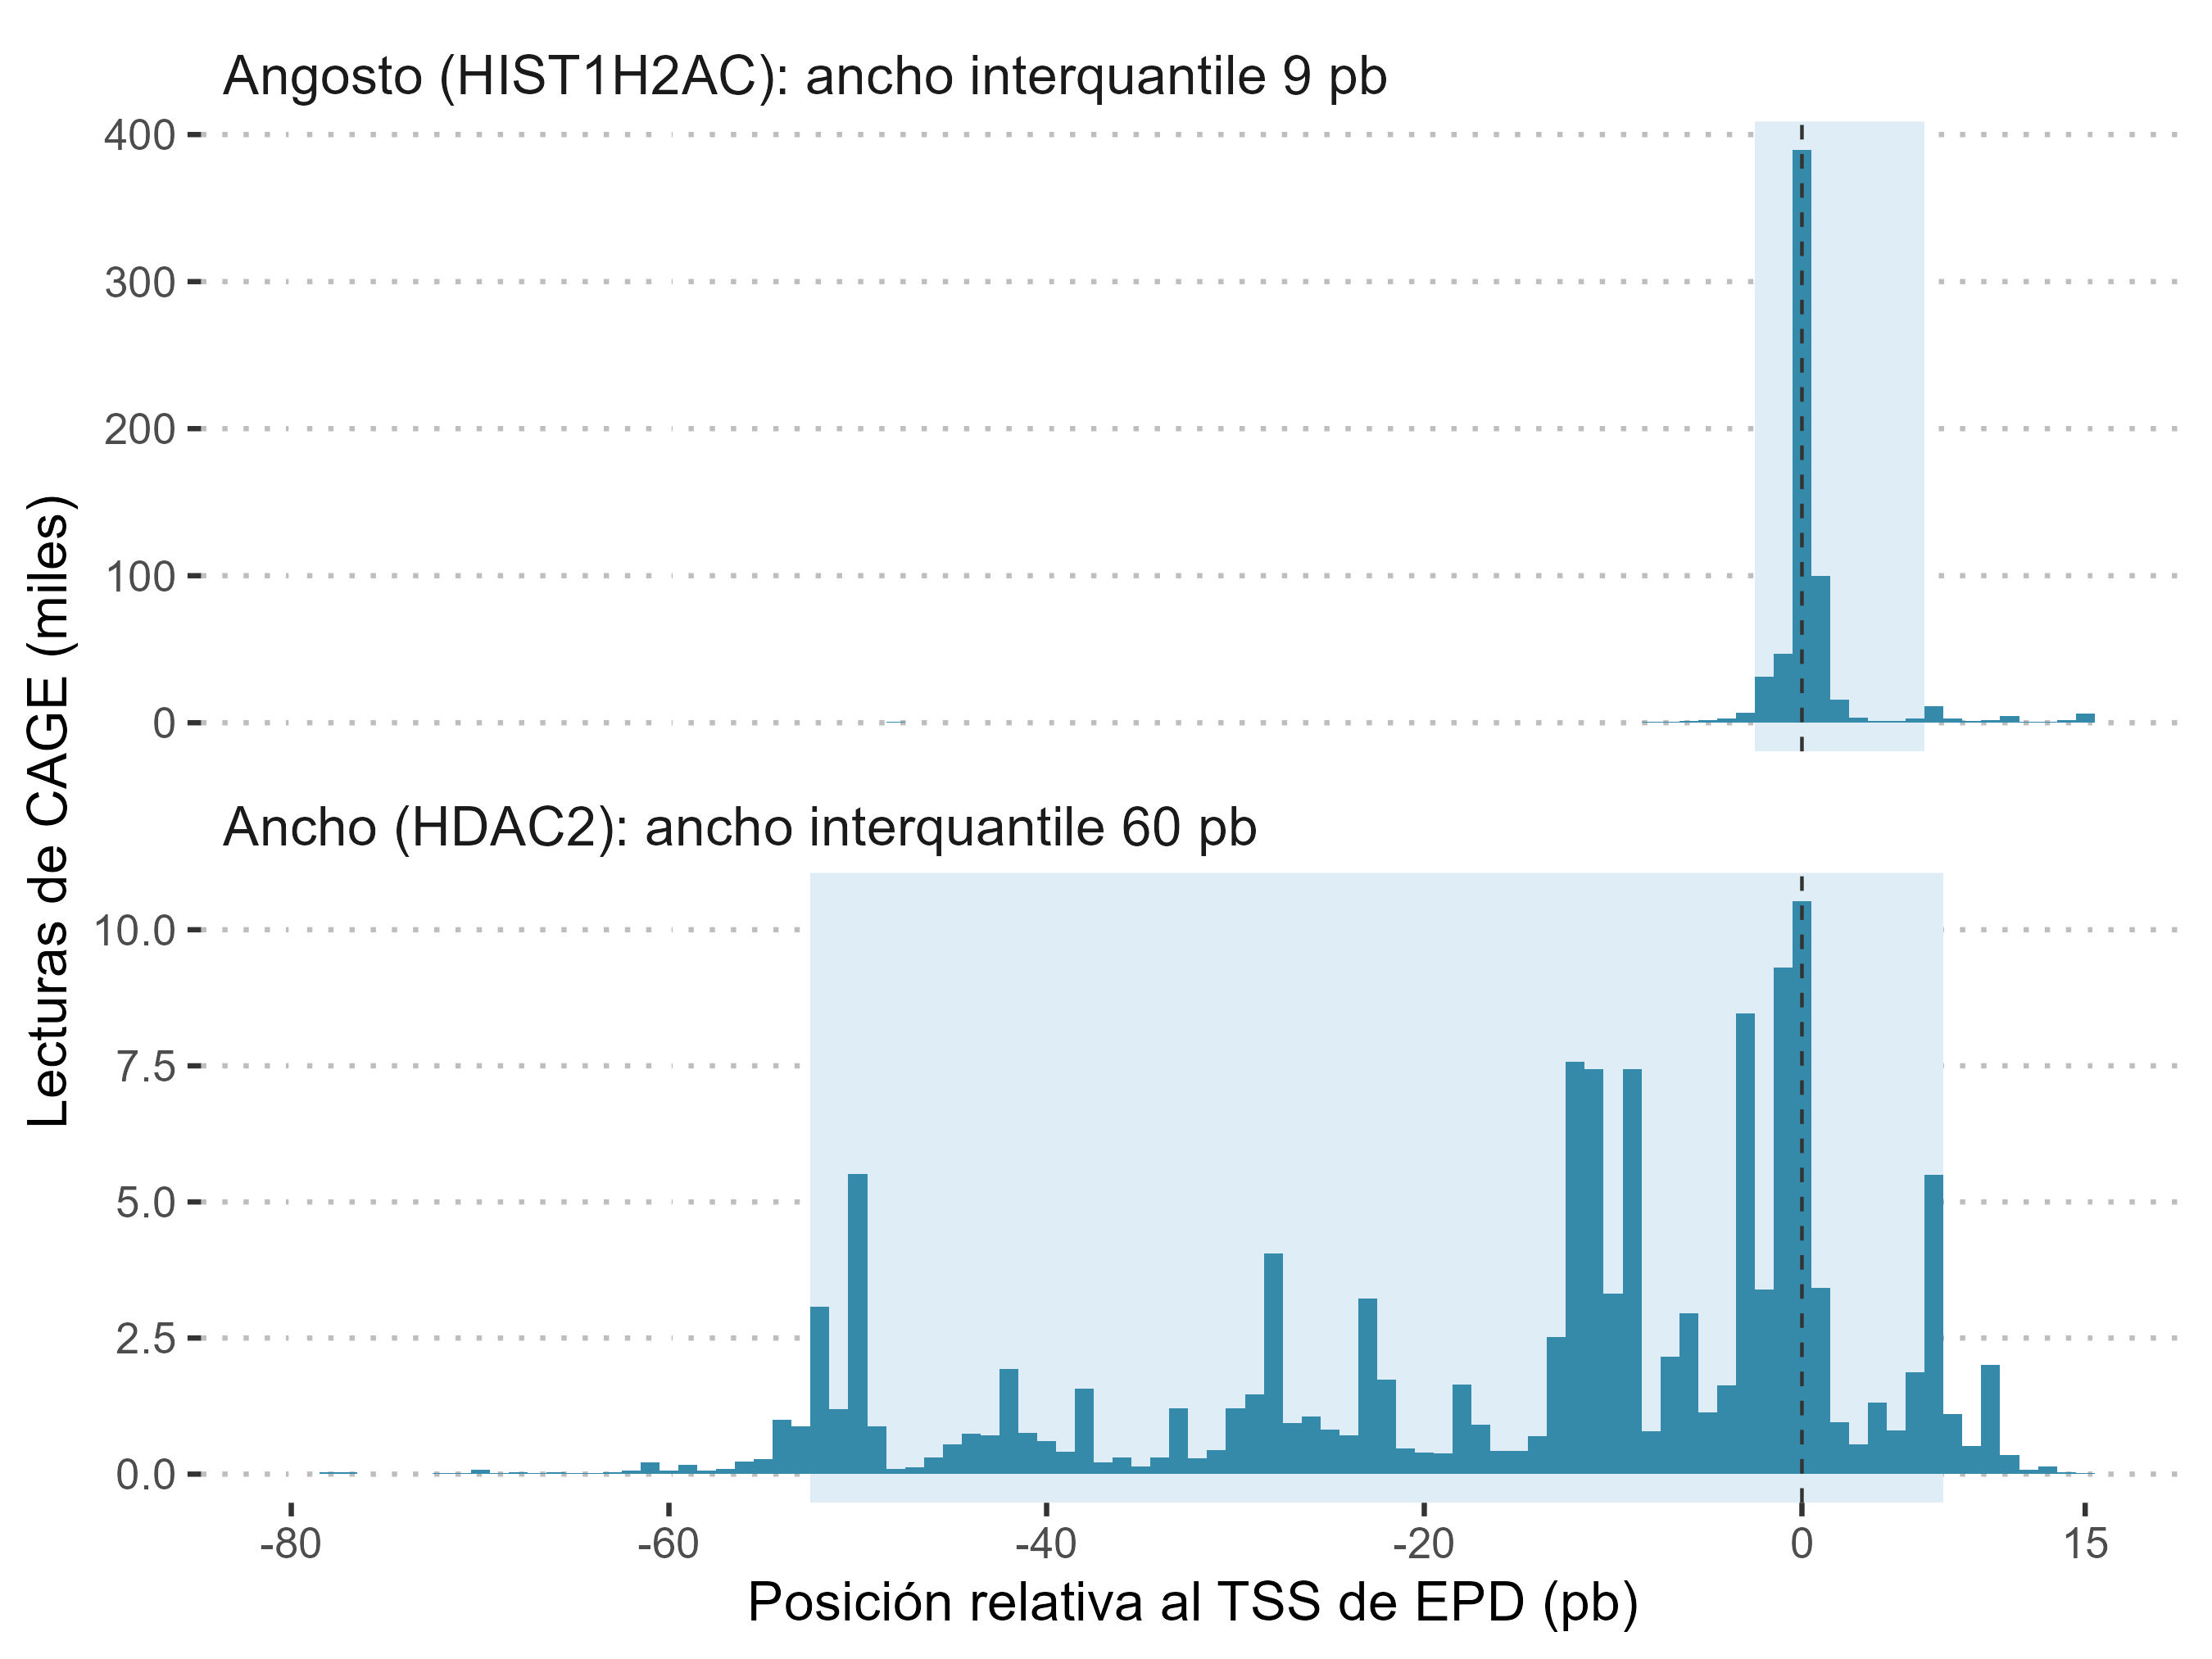 Angosto (HIST1H2AC): ancho interquantile 9 pb
400
300
200
100
0
Lecturas de CAGE (miles)
Ancho (HDAC2): ancho interquantile 60 pb
10.0
7.5
5.0
2.5
0.0
-80 -60 -40 -20 0 15
Posición relativa al TSS de EPD (pb)